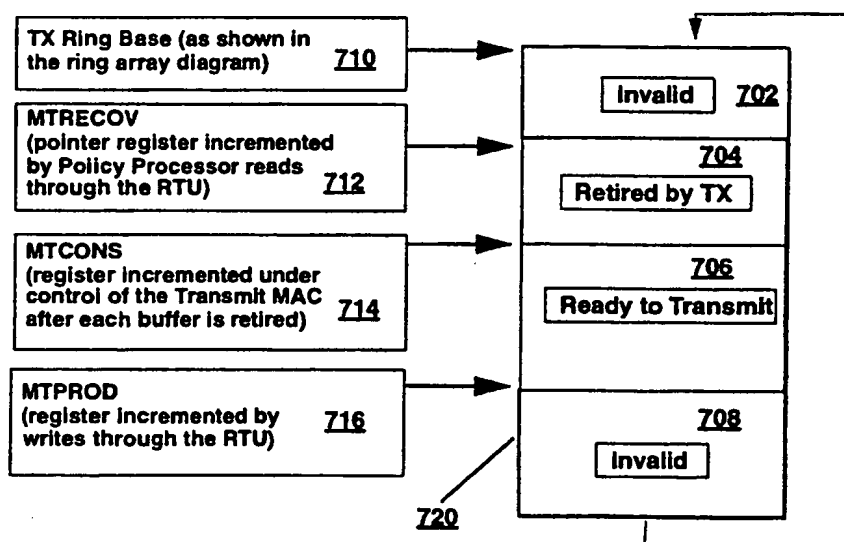 TX Ring Base (as shown in
the ring array diagram) 710
MTRECOV
(pointer register incremented
by Policy Processor reads
through the RTU) 712
MTCONS
(register incremented under
control of the Transmit MAC
after each buffer is retired) 714
MTPROD
(register incremented by
writes through the RTU) 716
Invalid 702
704
Retired by TX
706
Ready to Transmit
708
Invalid
720